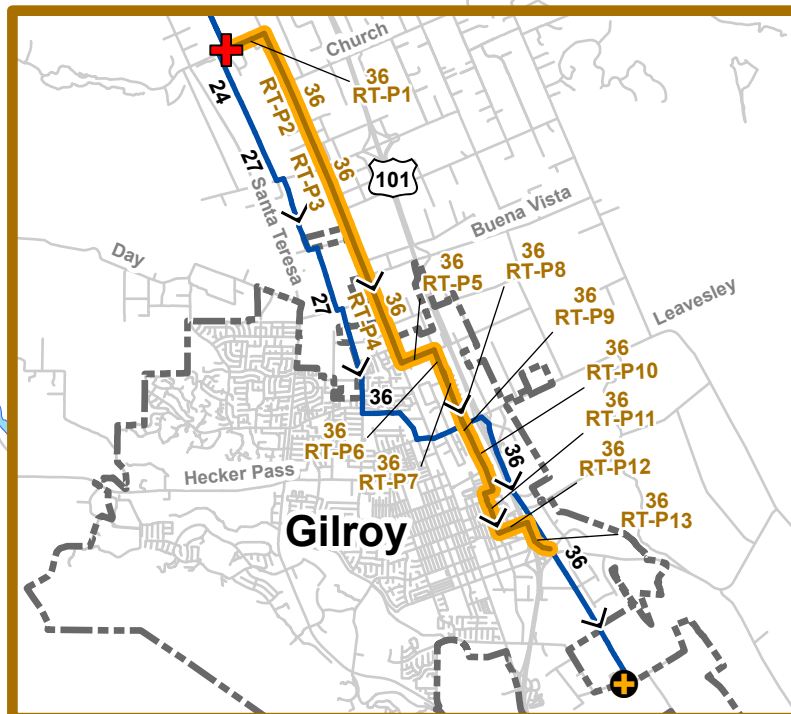 Church
36
RT-P1
24
36
RT-P2
27
36
RT-P3
101
Santa Teresa
Buena Vista
Day
36
RT-P5
36
RT-P8
27
36
RT-P4
36
RT-P9
Leavesley
36
RT-P10
36
36
RT-P11
36
RT-P6
36
RT-P7
36
36
RT-P12
Hecker Pass
36
RT-P13
Gilroy
36